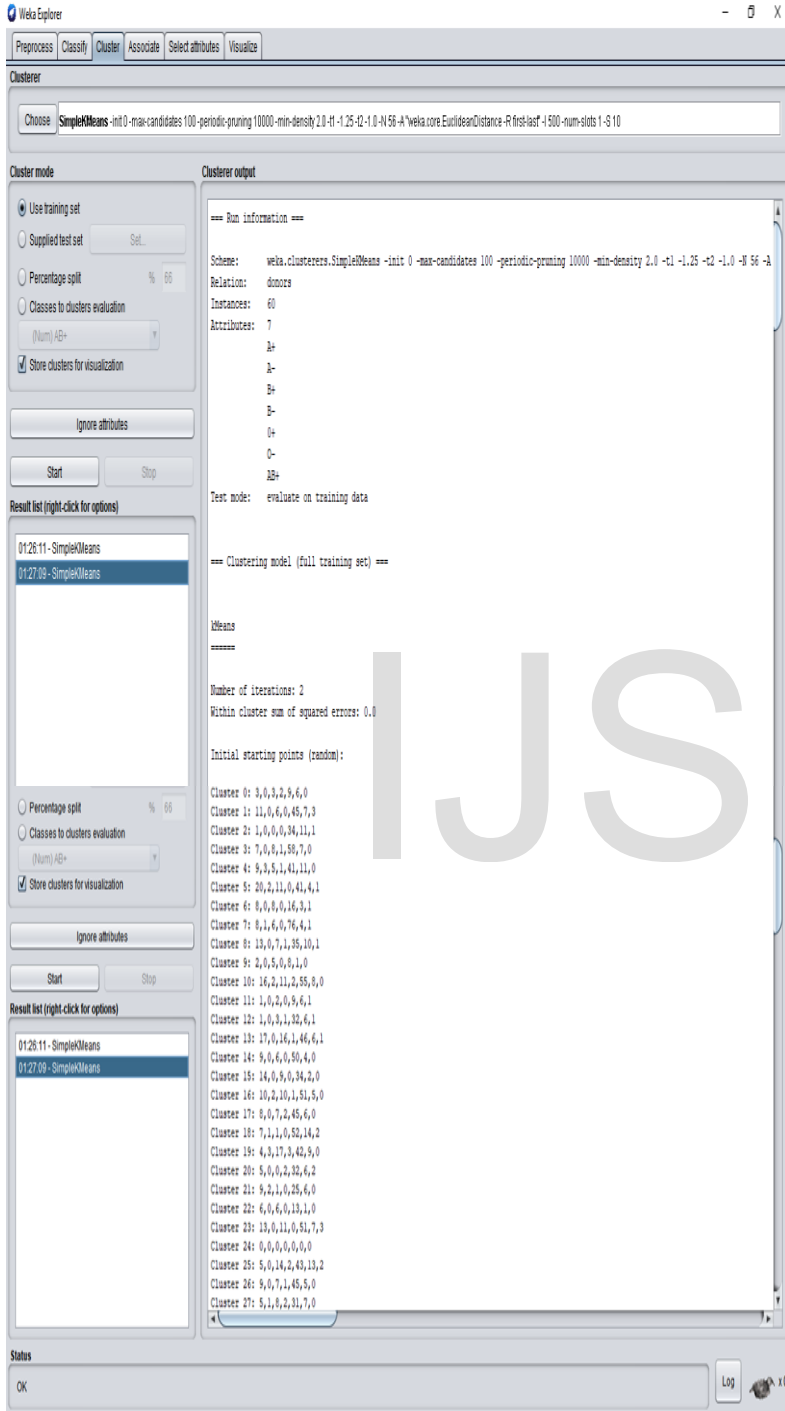 Weka Explorer
Preprocess Classify Cluster Associate Select attributes Visualize
Clusterer
Choose SimpleKMeans -init 0 -max-candidates 100 -periodic-pruning 10000 -min-density 2.0 -t1 -1.25 -t2 -1.0 -N 56 -A "weka.core.EuclideanDistance -R first-last" -I 500 -num-slots 1 -S 10
Cluster mode
Use training set
Supplied test set Set...
Percentage split % 66
Classes to clusters evaluation
(Num) AB+
Store clusters for visualization
Ignore attributes
Start Stop
Result list (right-click for options)
01:26:11 - SimpleKMeans
01:27:09 - SimpleKMeans
Percentage split % 66
Classes to clusters evaluation
(Num) AB+
Store clusters for visualization
Ignore attributes
Start Stop
Result list (right-click for options)
01:26:11 - SimpleKMeans
01:27:09 - SimpleKMeans
Clusterer output
=== Run information ===
Scheme: weka.clusterers.SimpleKMeans -init 0 -max-candidates 100 -periodic-pruning 10000 -min-density 2.0 -t1 -1.25 -t2 -1.0 -N 56 -A
Relation: donors
Instances: 60
Attributes: 7
A+
A-
B+
B-
O+
O-
AB+
Test mode: evaluate on training data
=== Clustering model (full training set) ===
kMeans
======
Number of iterations: 2
Within cluster sum of squared errors: 0.0
Initial starting points (random):
Cluster 0: 3,0,3,2,9,6,0
Cluster 1: 11,0,6,0,45,7,3
Cluster 2: 1,0,0,0,34,11,1
Cluster 3: 7,0,8,1,58,7,0
Cluster 4: 9,3,5,1,41,11,0
Cluster 5: 20,2,11,0,41,4,1
Cluster 6: 8,0,8,0,16,3,1
Cluster 7: 8,1,6,0,76,4,1
Cluster 8: 13,0,7,1,35,10,1
Cluster 9: 2,0,5,0,8,1,0
Cluster 10: 16,2,11,2,55,8,0
Cluster 11: 1,0,2,0,9,6,1
Cluster 12: 1,0,3,1,32,6,1
Cluster 13: 17,0,16,1,46,6,1
Cluster 14: 9,0,6,0,50,4,0
Cluster 15: 14,0,9,0,34,2,0
Cluster 16: 10,2,10,1,51,5,0
Cluster 17: 8,0,7,2,45,6,0
Cluster 18: 7,1,1,0,52,14,2
Cluster 19: 4,3,17,3,42,9,0
Cluster 20: 5,0,0,2,32,6,2
Cluster 21: 9,2,1,0,25,6,0
Cluster 22: 6,0,6,0,13,1,0
Cluster 23: 13,0,11,0,51,7,3
Cluster 24: 0,0,0,0,0,0,0
Cluster 25: 5,0,14,2,43,13,2
Cluster 26: 9,0,7,1,45,5,0
Cluster 27: 5,1,8,2,31,7,0
IJS
Status
OK
Log
x 0